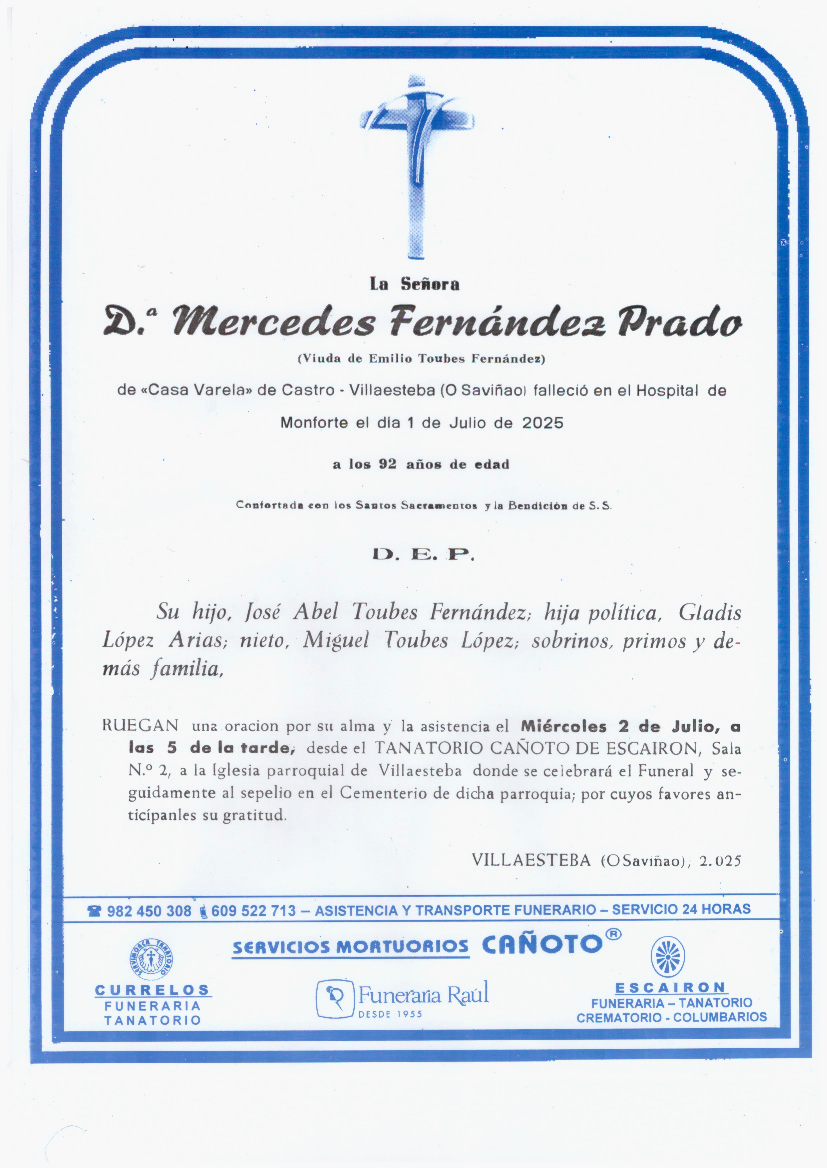 La Señora
D.ª Mercedes Fernández Prado
(Viuda de Emilio Toubes Fernández)
de «Casa Varela» de Castro - Villaesteba (O Saviñao) falleció en el Hospital de
Monforte el día 1 de Julio de 2025
a los 92 años de edad
Confortada con los Santos Sacramentos y la Bendición de S. S.
D. E. P.
Su hijo, José Abel Toubes Fernández; hija política, Gladis
López Arias; nieto, Miguel Toubes López; sobrinos, primos y de-
más familia,
RUEGAN una oracion por su alma y la asistencia el Miércoles 2 de Julio, a
las 5 de la tarde, desde el TANATORIO CAÑOTO DE ESCAIRON, Sala
N.º 2, a la Iglesia parroquial de Villaesteba donde se celebrará el Funeral y se-
guidamente al sepelio en el Cementerio de dicha parroquia; por cuyos favores an-
ticípanles su gratitud.
VILLAESTEBA (O Saviñao), 2.025
☎ 982 450 308 609 522 713 – ASISTENCIA Y TRANSPORTE FUNERARIO – SERVICIO 24 HORAS
SERVICIOS MORTUORIOS CAÑOTO®
CURRELOS
FUNERARIA
TANATORIO
Funeraria Raúl
DESDE 1955
ESCAIRON
FUNERARIA – TANATORIO
CREMATORIO - COLUMBARIOS